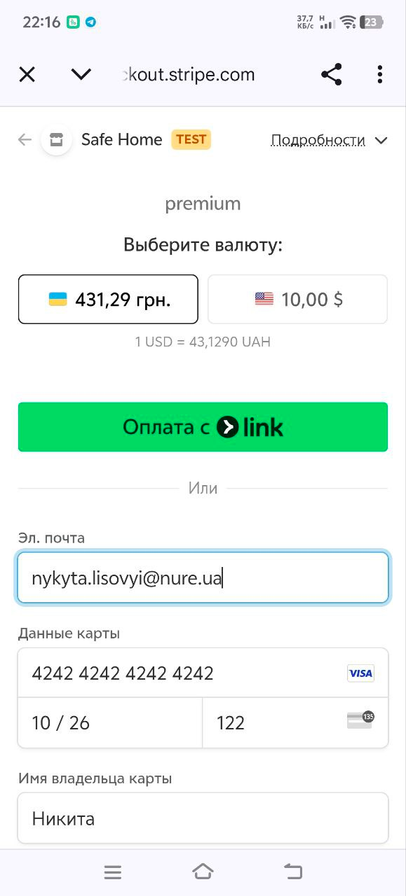 22:16
37,7 КБ/с
H
23
ckout.stripe.com
Safe Home TEST Подробности
premium
Выберите валюту:
431,29 грн. 10,00 $
1 USD = 43,1290 UAH
Оплата с link
Или
Эл. почта
nykyta.lisovyi@nure.ua
Данные карты
4242 4242 4242 4242 VISA
10 / 26 122 135
Имя владельца карты
Никита